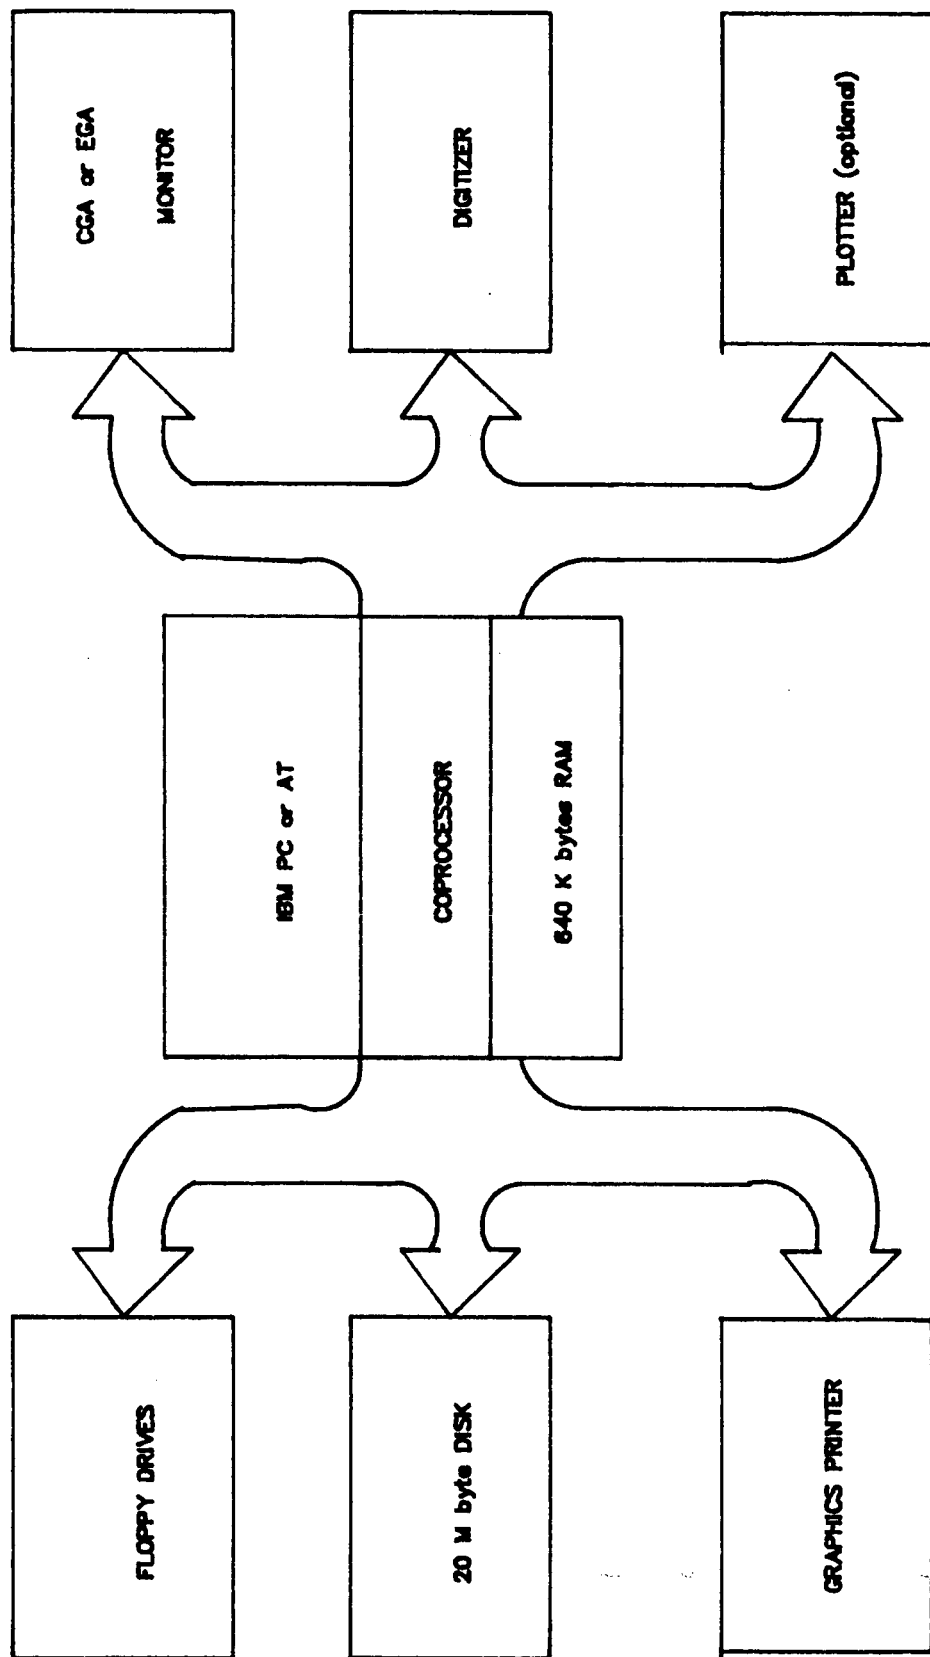 FLOPPY DRIVES
20 M byte DISK
GRAPHICS PRINTER
IBM PC or AT
COPROCESSOR
640 K bytes RAM
CGA or EGA
MONITOR
DIGITIZER
PLOTTER (optional)